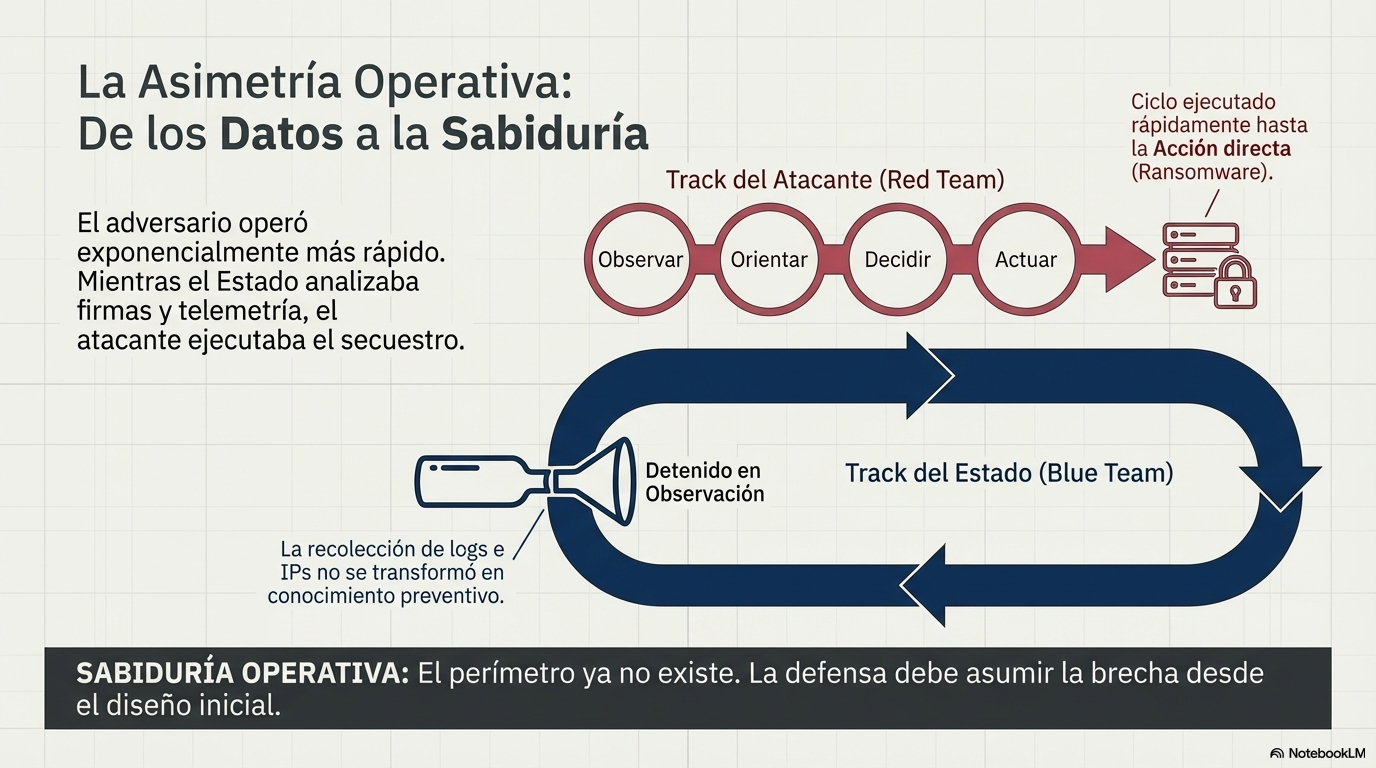 La Asimetría Operativa:
De los Datos a la Sabiduría
El adversario operó
exponencialmente más rápido.
Mientras el Estado analizaba
firmas y telemetría, el
atacante ejecutaba el secuestro.
Track del Atacante (Red Team)
Observar
Orientar
Decidir
Actuar
Ciclo ejecutado
rápidamente hasta
la Acción directa
(Ransomware).
Detenido en
Observación
Track del Estado (Blue Team)
La recolección de logs e
IPs no se transformó en
conocimiento preventivo.
SABIDURÍA OPERATIVA: El perímetro ya no existe. La defensa debe asumir la brecha desde
el diseño inicial.
NotebookLM